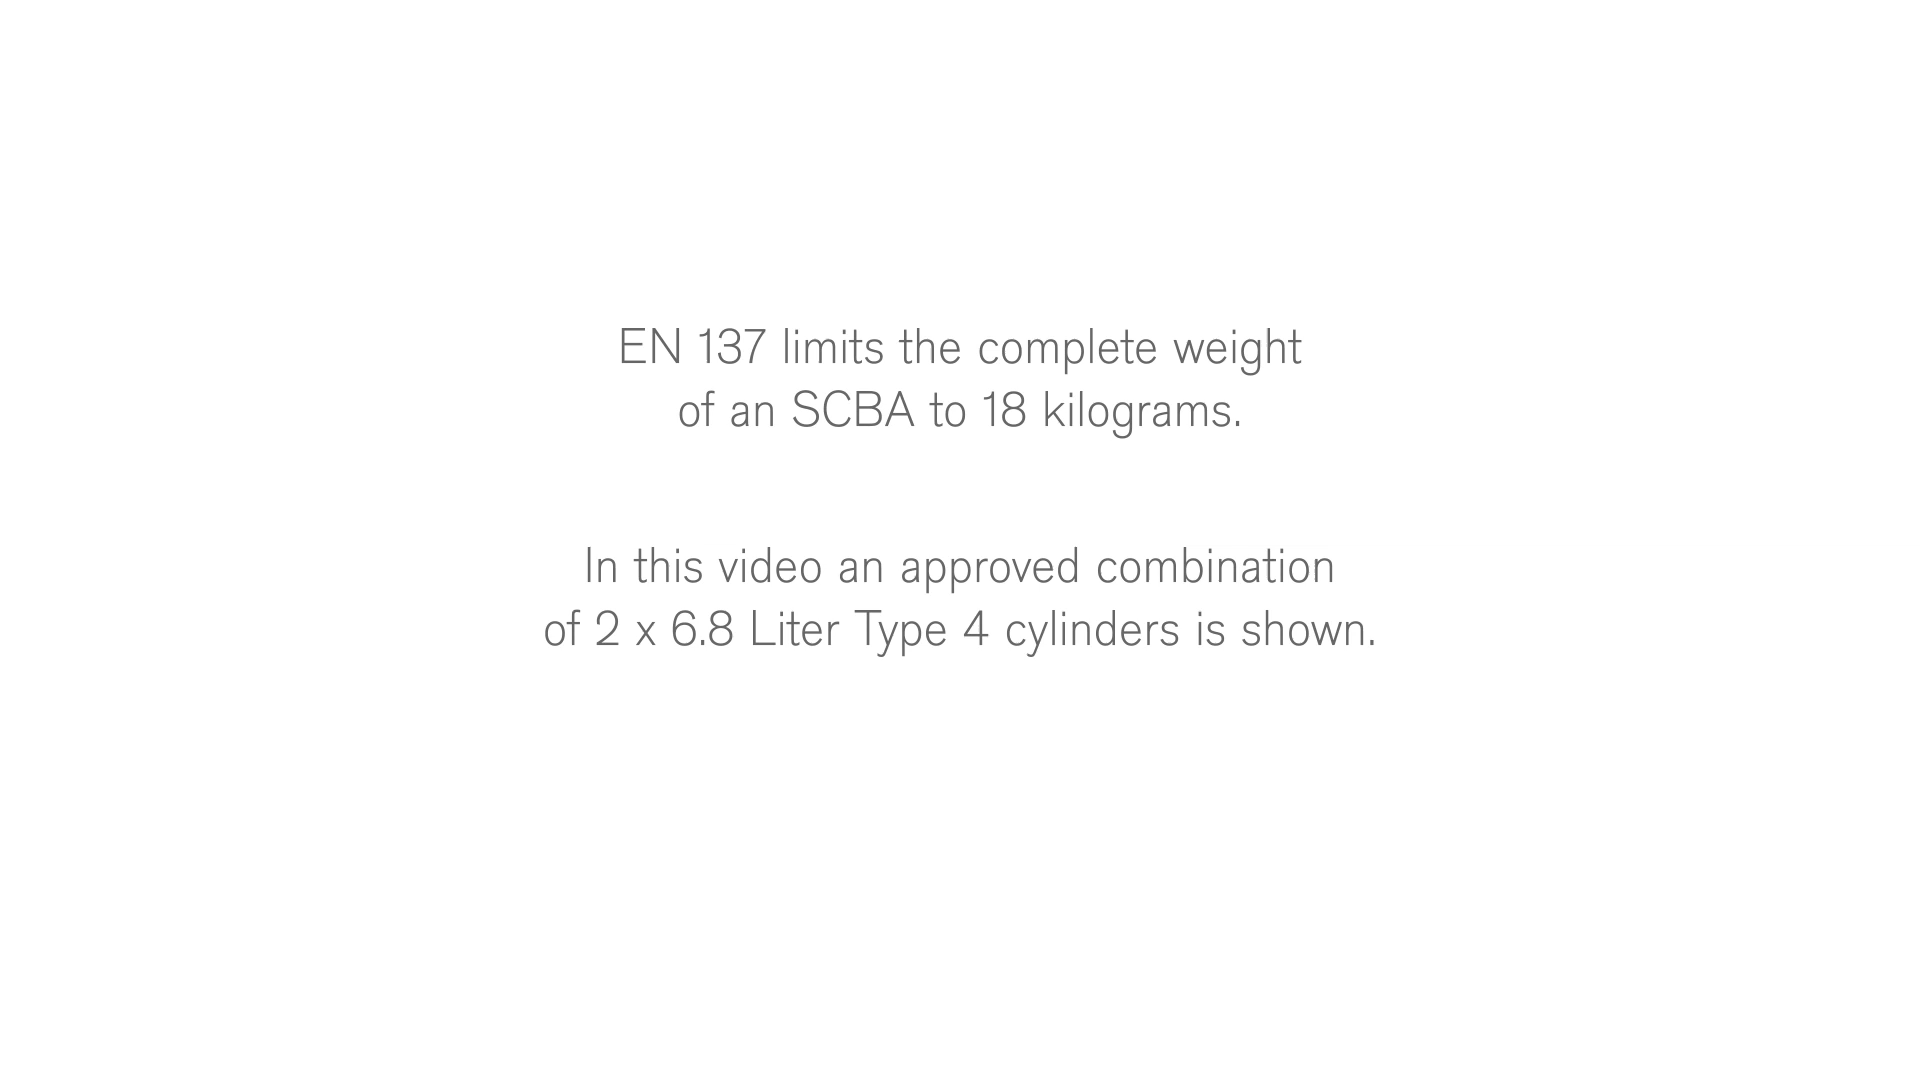 EN 137 limits the complete weight
of an SCBA to 18 kilograms.
In this video an approved combination
of 2 x 6.8 Liter Type 4 cylinders is shown.